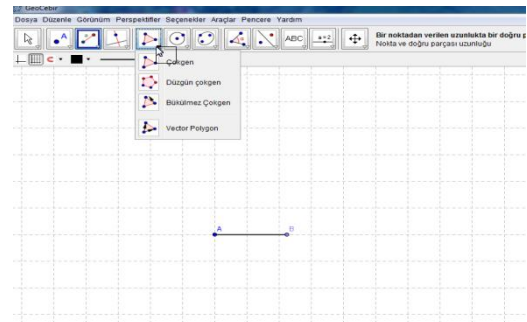 GeoCebir
Dosya Düzenle Görünüm Perspektifler Seçenekler Araçlar Pencere Yardım
A
ABC
a=2
Bir noktadan verilen uzunlukta bir doğru p
Nokta ve doğru parçası uzunluğu
Çokgen
Düzgün çokgen
Bükülmez Çokgen
Vector Polygon
A B